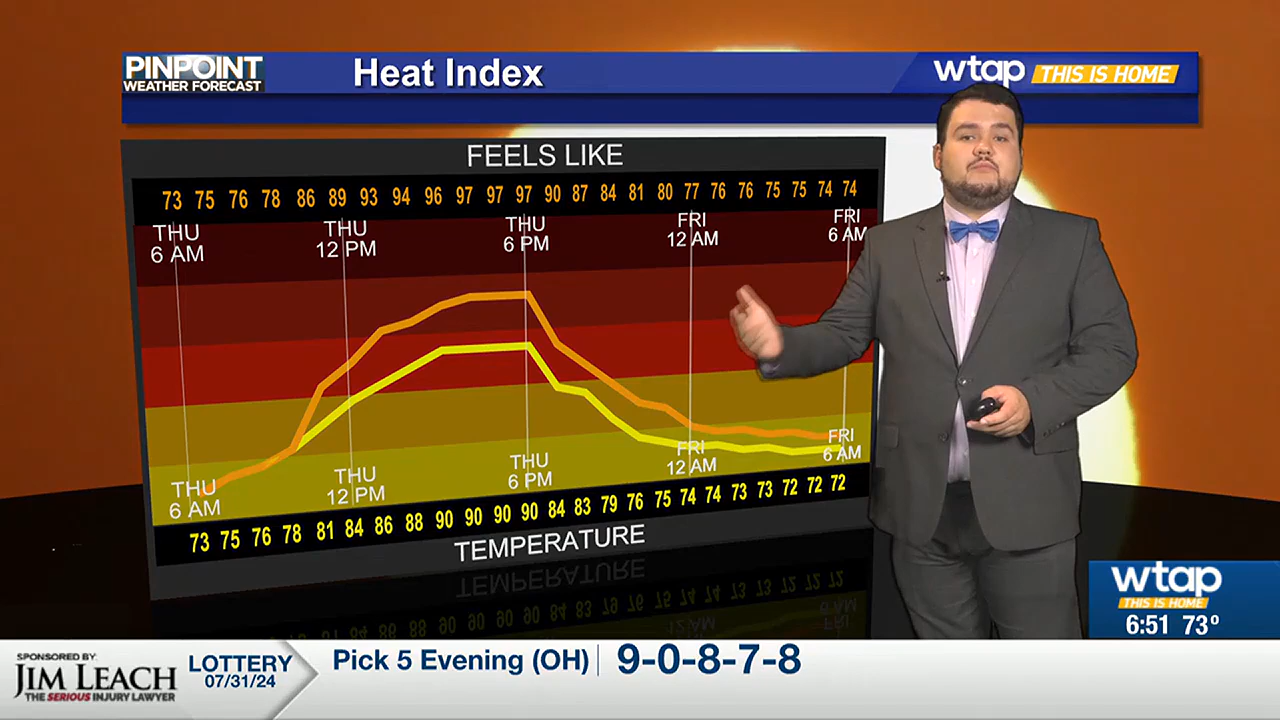 PINPOINT
WEATHER FORECAST
Heat Index
wtap THIS IS HOME
FEELS LIKE
73 75 76 78 86 89 93 94 96 97 97 97 90 87 84 81 80 77 76 76 75 75 74 74
THU
6 AM
THU
12 PM
THU
6 PM
FRI
12 AM
FRI
6 AM
THU
6 AM
THU
12 PM
THU
6 PM
FRI
12 AM
FRI
6 AM
73 75 76 78 81 84 86 88 90 90 90 90 84 83 79 76 75 74 74 73 73 72 72 72
TEMPERATURE
wtap
THIS IS HOME
6:51 73°
SPONSORED BY:
JIM LEACH
THE SERIOUS INJURY LAWYER
LOTTERY
07/31/24
Pick 5 Evening (OH) 9-0-8-7-8